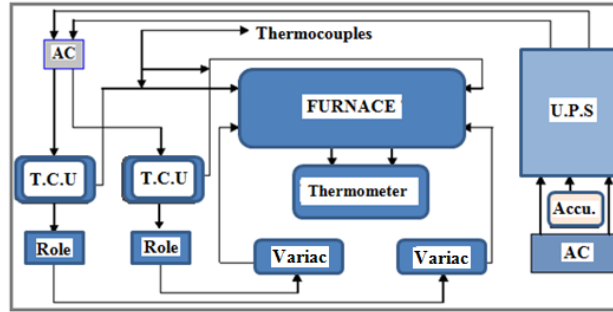 Thermocouples
AC
FURNACE
U.P.S
T.C.U
T.C.U
Thermometer
Accu.
Role
Role
Variac
Variac
AC